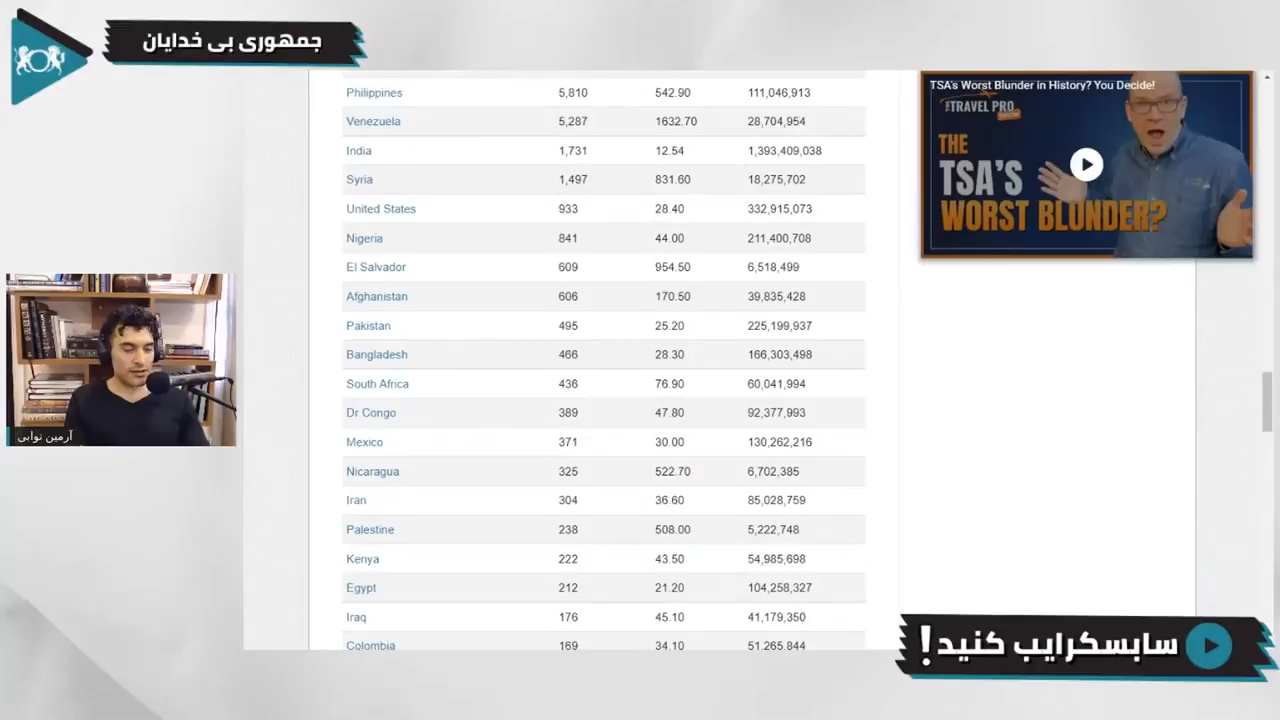 جمهوری بی خدایان
Philippines 5,810 542.90 111,046,913
Venezuela 5,287 1632.70 28,704,954
India 1,731 12.54 1,393,409,038
Syria 1,497 831.60 18,275,702
United States 933 28.40 332,915,073
Nigeria 841 44.00 211,400,708
El Salvador 609 954.50 6,518,499
Afghanistan 606 170.50 39,835,428
Pakistan 495 25.20 225,199,937
Bangladesh 466 28.30 166,303,498
South Africa 436 76.90 60,041,994
Dr Congo 389 47.80 92,377,993
Mexico 371 30.00 130,262,216
Nicaragua 325 522.70 6,702,385
Iran 304 36.60 85,028,759
Palestine 238 508.00 5,222,748
Kenya 222 43.50 54,985,698
Egypt 212 21.20 104,258,327
Iraq 176 45.10 41,179,350
Colombia 169 34.10 51,265,844
TSA's Worst Blunder in History? You Decide!
TRAVEL PRO
THE
TSA'S
WORST BLUNDER?
آرمین نوابی
سابسکرایب کنید!